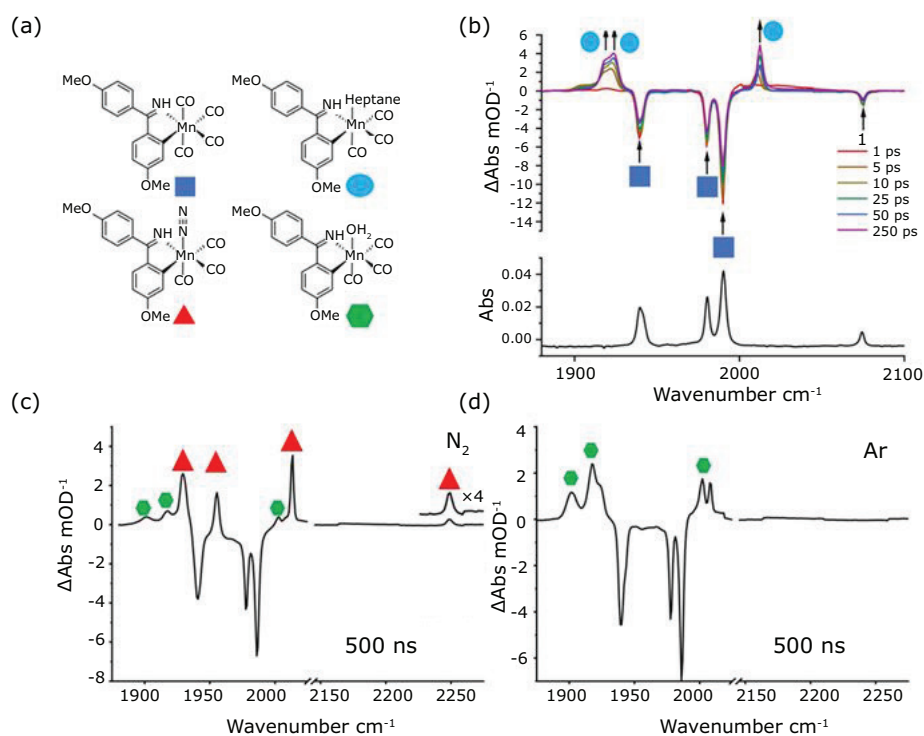 (a)
MeO
NH
CO
CO
Mn
CO
CO
OMe
MeO
Heptane
NH
CO
Mn
CO
CO
OMe
MeO
N
N
NH
CO
Mn
CO
CO
OMe
MeO
NH
OH2
CO
Mn
CO
CO
OMe
(b)
ΔAbs mOD-1
6
4
2
0
-2
-4
-6
-8
-10
-12
-14
1
1 ps
5 ps
10 ps
25 ps
50 ps
250 ps
Abs
0.04
0.02
0.00
1900 2000 2100
Wavenumber cm-1
(c)
N2
×4
ΔAbs mOD-1
4
2
0
-2
-4
-6
-8
500 ns
1900 1950 2000 2150 2200 2250
Wavenumber cm-1
(d)
Ar
ΔAbs mOD-1
4
2
0
-2
-4
-6
500 ns
1900 1950 2000 2150 2200 2250
Wavenumber cm-1